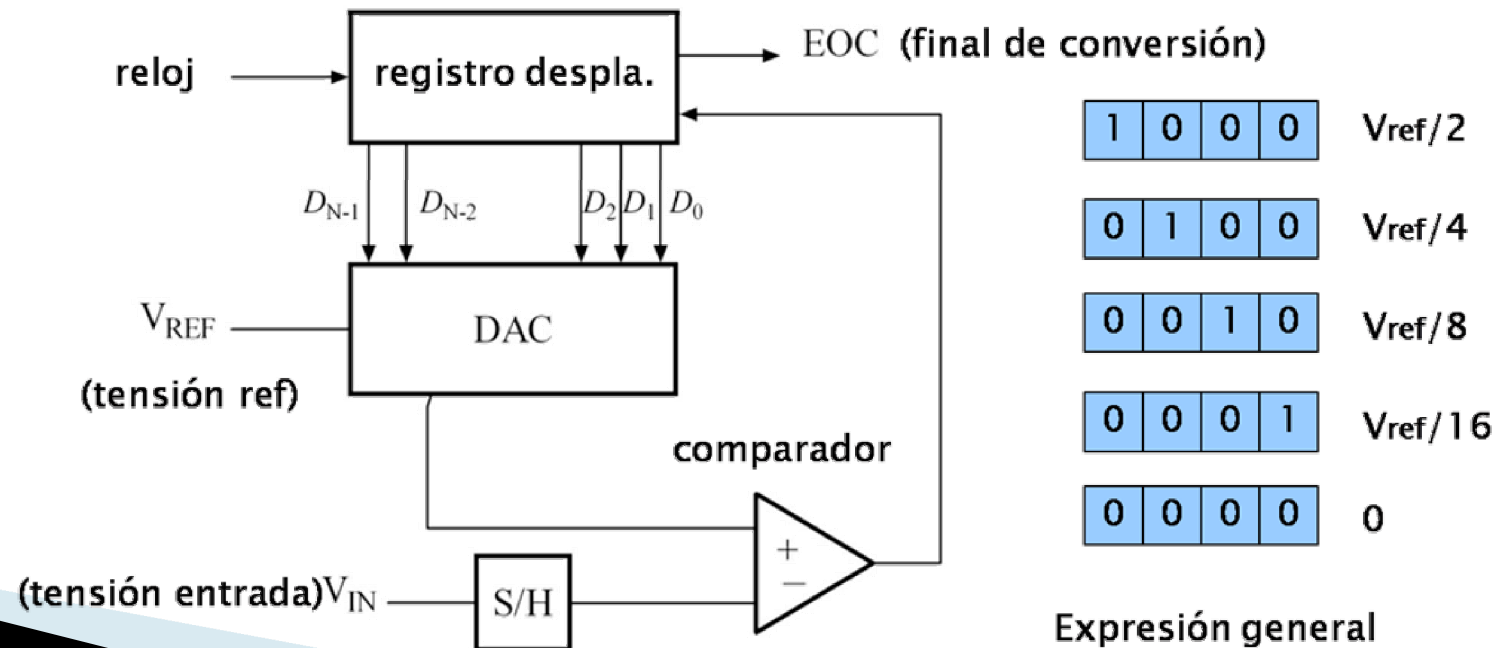 EOC (final de conversión)
reloj
registro despla.
D_N-1
D_N-2
D_2
D_1
D_0
V_REF
DAC
(tensión ref)
comparador
+
−
(tensión entrada) V_IN
S/H
1 0 0 0 Vref/2
0 1 0 0 Vref/4
0 0 1 0 Vref/8
0 0 0 1 Vref/16
0 0 0 0 0
Expresión general